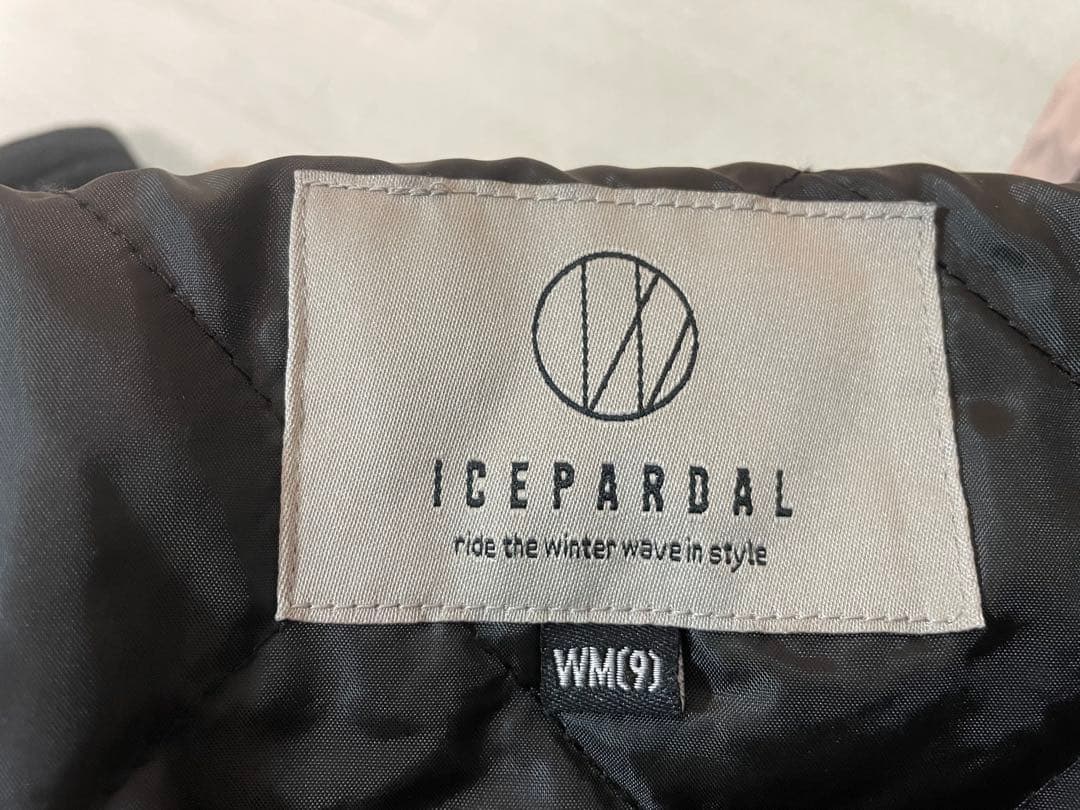 ICEPARDAL
ride the winter wave in style
WM(9)